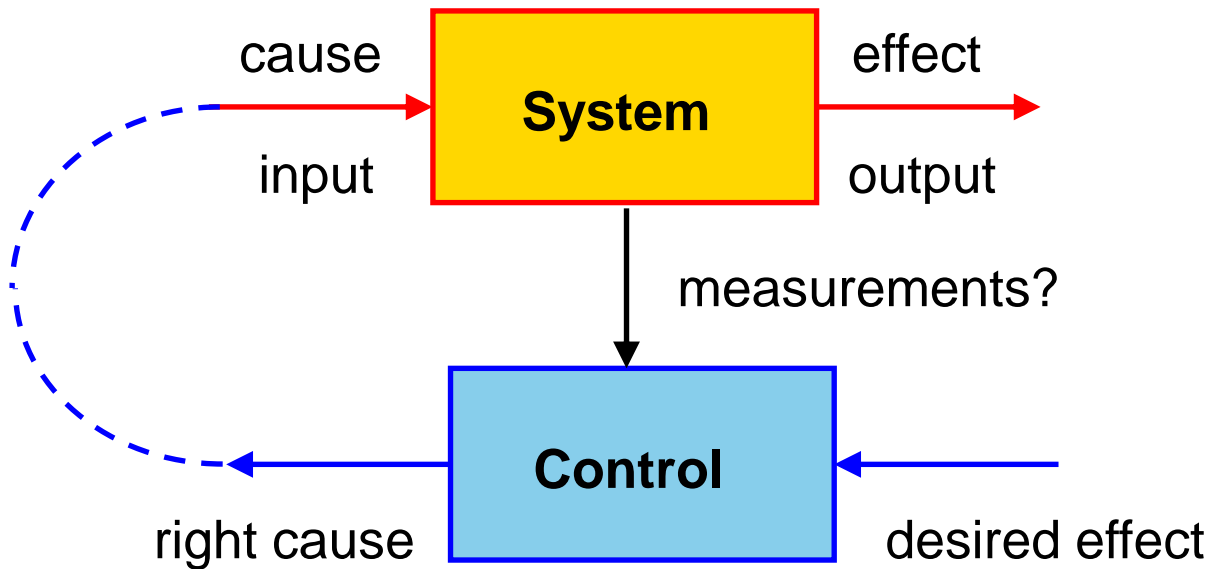 cause
effect
System
input
output
measurements?
Control
right cause
desired effect